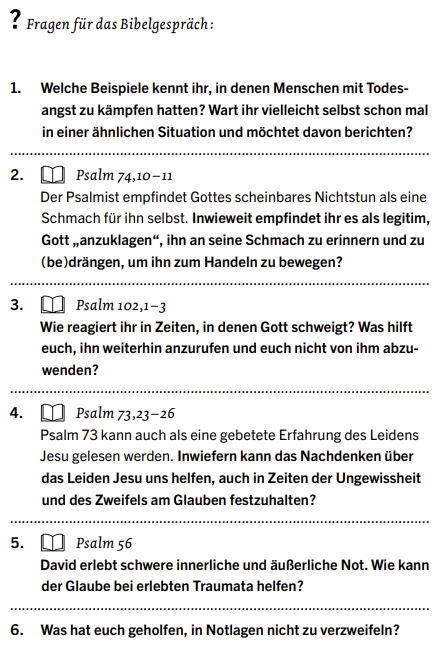 ? Fragen für das Bibelgespräch:
1. Welche Beispiele kennt ihr, in denen Menschen mit Todes-
angst zu kämpfen hatten? Wart ihr vielleicht selbst schon mal
in einer ähnlichen Situation und möchtet davon berichten?
2. Psalm 74,10–11
Der Psalmist empfindet Gottes scheinbares Nichtstun als eine
Schmach für ihn selbst. Inwieweit empfindet ihr es als legitim,
Gott „anzuklagen“, ihn an seine Schmach zu erinnern und zu
(be)drängen, um ihn zum Handeln zu bewegen?
3. Psalm 102,1–3
Wie reagiert ihr in Zeiten, in denen Gott schweigt? Was hilft
euch, ihn weiterhin anzurufen und euch nicht von ihm abzu-
wenden?
4. Psalm 73,23–26
Psalm 73 kann auch als eine gebetete Erfahrung des Leidens
Jesu gelesen werden. Inwiefern kann das Nachdenken über
das Leiden Jesu uns helfen, auch in Zeiten der Ungewissheit
und des Zweifels am Glauben festzuhalten?
5. Psalm 56
David erlebt schwere innerliche und äußerliche Not. Wie kann
der Glaube bei erlebten Traumata helfen?
6. Was hat euch geholfen, in Notlagen nicht zu verzweifeln?